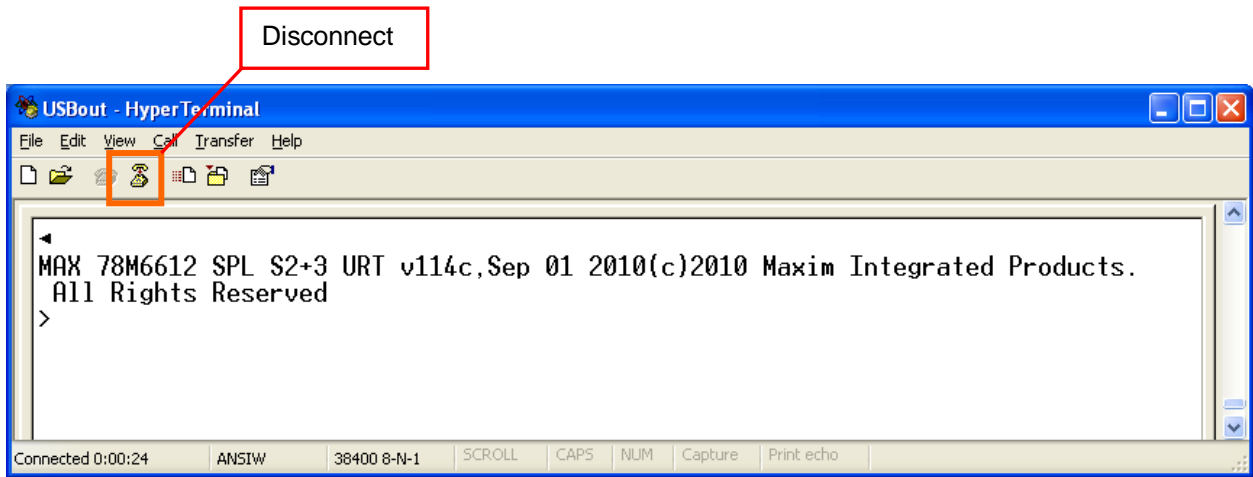 Disconnect
USBout - HyperTerminal
File Edit View Call Transfer Help
MAX 78M6612 SPL S2+3 URT v114c,Sep 01 2010(c)2010 Maxim Integrated Products.
All Rights Reserved
>
Connected 0:00:24 ANSIW 38400 8-N-1 SCROLL CAPS NUM Capture Print echo